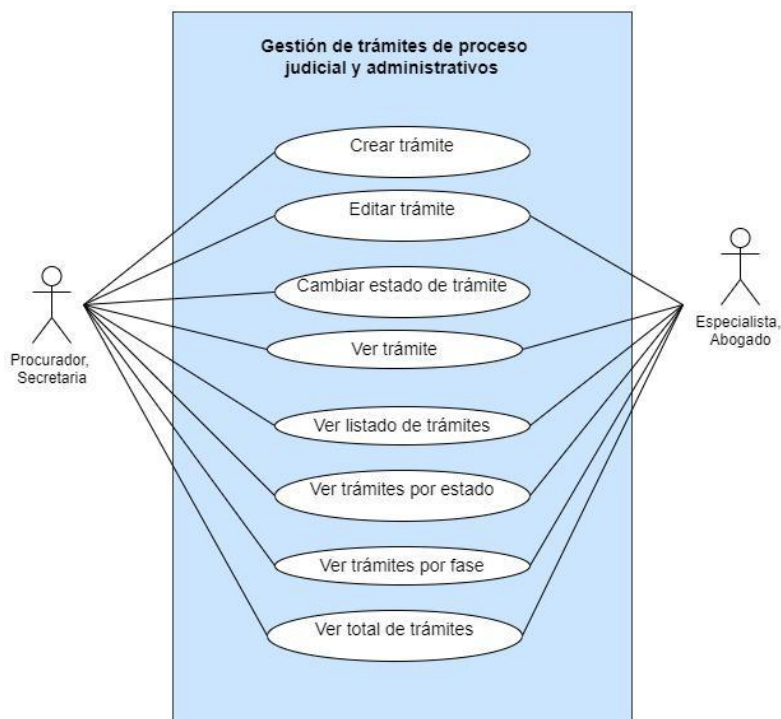 Gestión de trámites de proceso
judicial y administrativos
Crear trámite
Editar trámite
Cambiar estado de trámite
Ver trámite
Ver listado de trámites
Ver trámites por estado
Ver trámites por fase
Ver total de trámites
Procurador,
Secretaria
Especialista,
Abogado